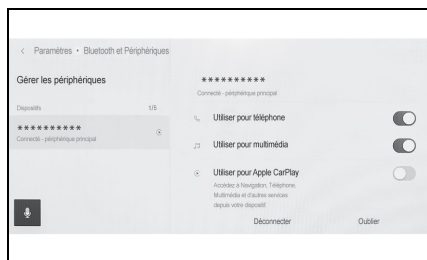 < Paramètres • Bluetooth et Périphériques
Gérer les périphériques
Dispositifs 1/5
**********
Connecté - périphérique principal
**********
Connecté - périphérique principal
Utiliser pour téléphone
Utiliser pour multimédia
Utiliser pour Apple CarPlay
Accédez à Navigation, Téléphone,
Multimédia et d'autres services
depuis votre dispositif.
Déconnecter Oublier